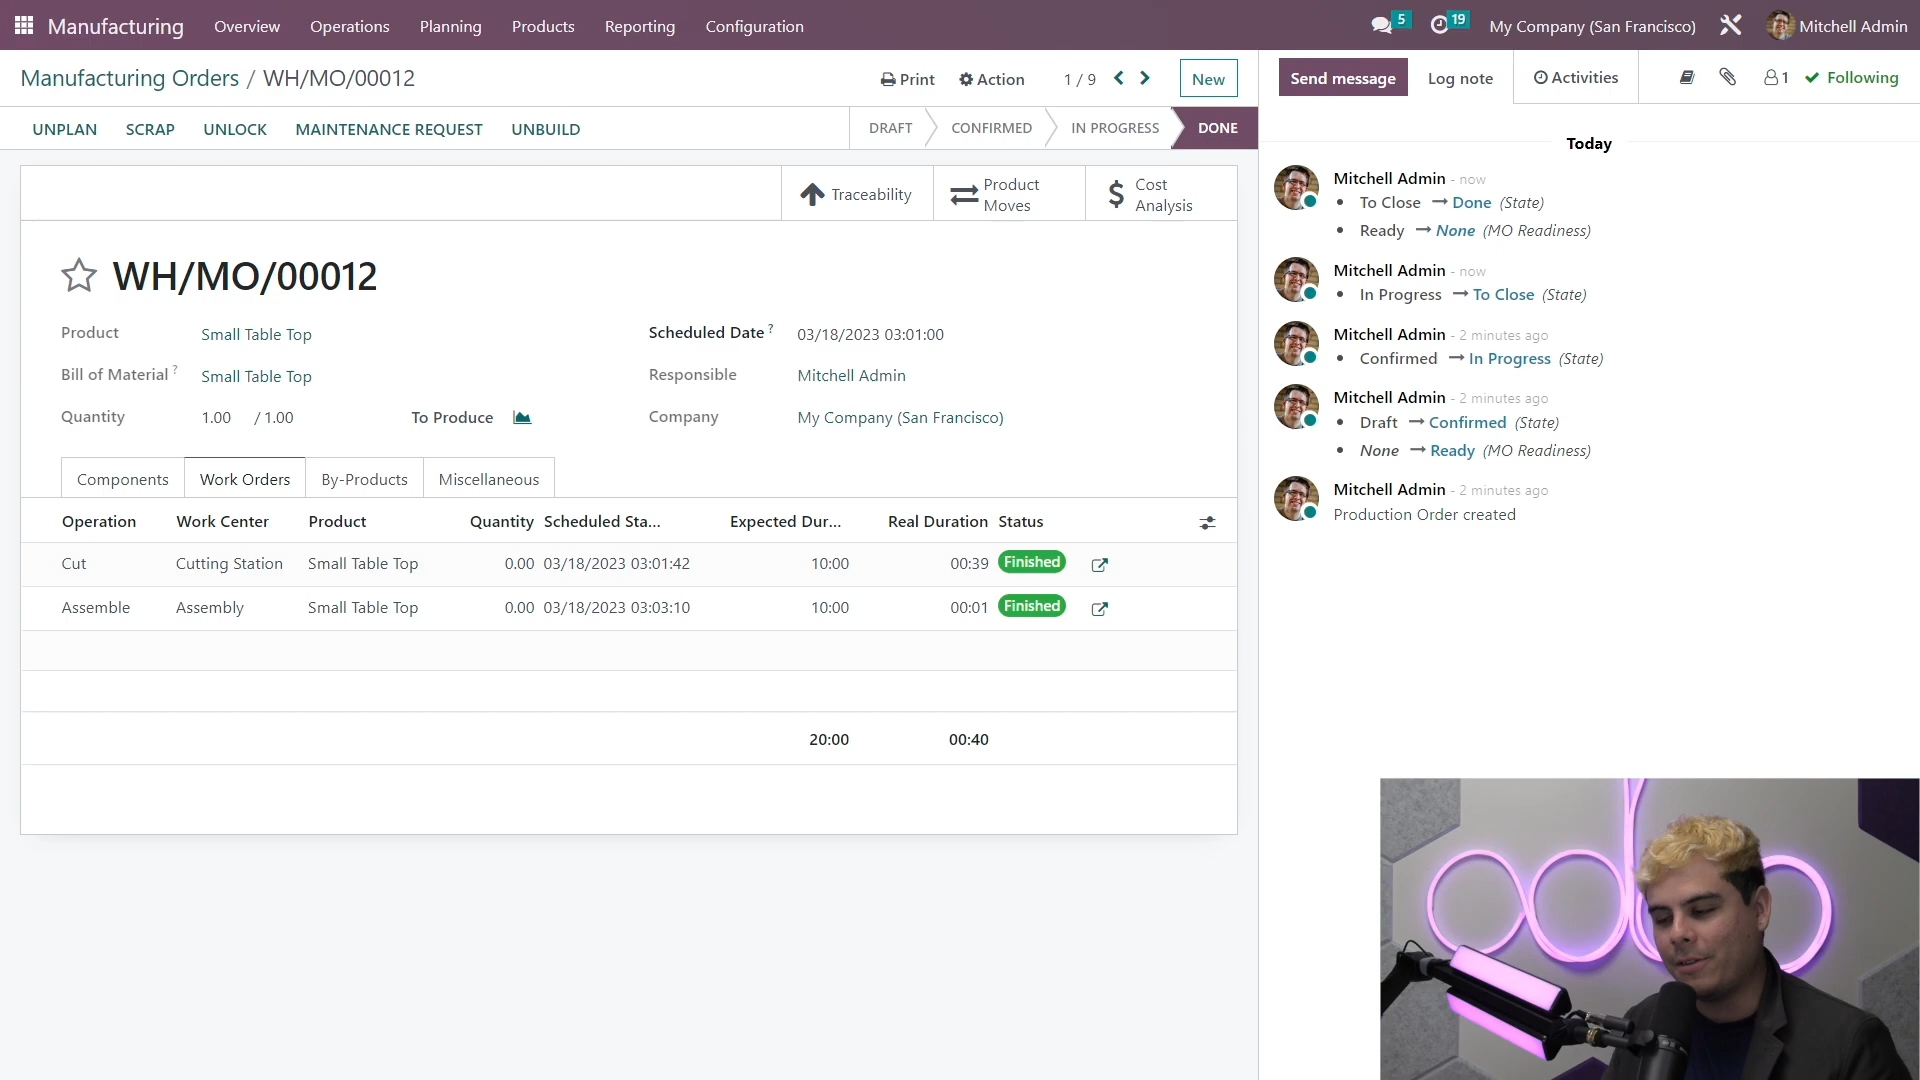 Manufacturing Overview Operations Planning Products Reporting Configuration 5 19 My Company (San Francisco) Mitchell Admin
Manufacturing Orders / WH/MO/00012 Print Action 1 / 9 New
UNPLAN SCRAP UNLOCK MAINTENANCE REQUEST UNBUILD DRAFT CONFIRMED IN PROGRESS DONE
Traceability Product Moves Cost Analysis
WH/MO/00012
Product Small Table Top Scheduled Date ? 03/18/2023 03:01:00
Bill of Material ? Small Table Top Responsible Mitchell Admin
Quantity 1.00 / 1.00 To Produce Company My Company (San Francisco)
Components Work Orders By-Products Miscellaneous
Operation Work Center Product Quantity Scheduled Sta... Expected Dur... Real Duration Status
Cut Cutting Station Small Table Top 0.00 03/18/2023 03:01:42 10:00 00:39 Finished
Assemble Assembly Small Table Top 0.00 03/18/2023 03:03:10 10:00 00:01 Finished
20:00 00:40
Send message Log note Activities 1 Following
Today
Mitchell Admin - now
To Close → Done (State)
Ready → None (MO Readiness)
Mitchell Admin - now
In Progress → To Close (State)
Mitchell Admin - 2 minutes ago
Confirmed → In Progress (State)
Mitchell Admin - 2 minutes ago
Draft → Confirmed (State)
None → Ready (MO Readiness)
Mitchell Admin - 2 minutes ago
Production Order created
odoo